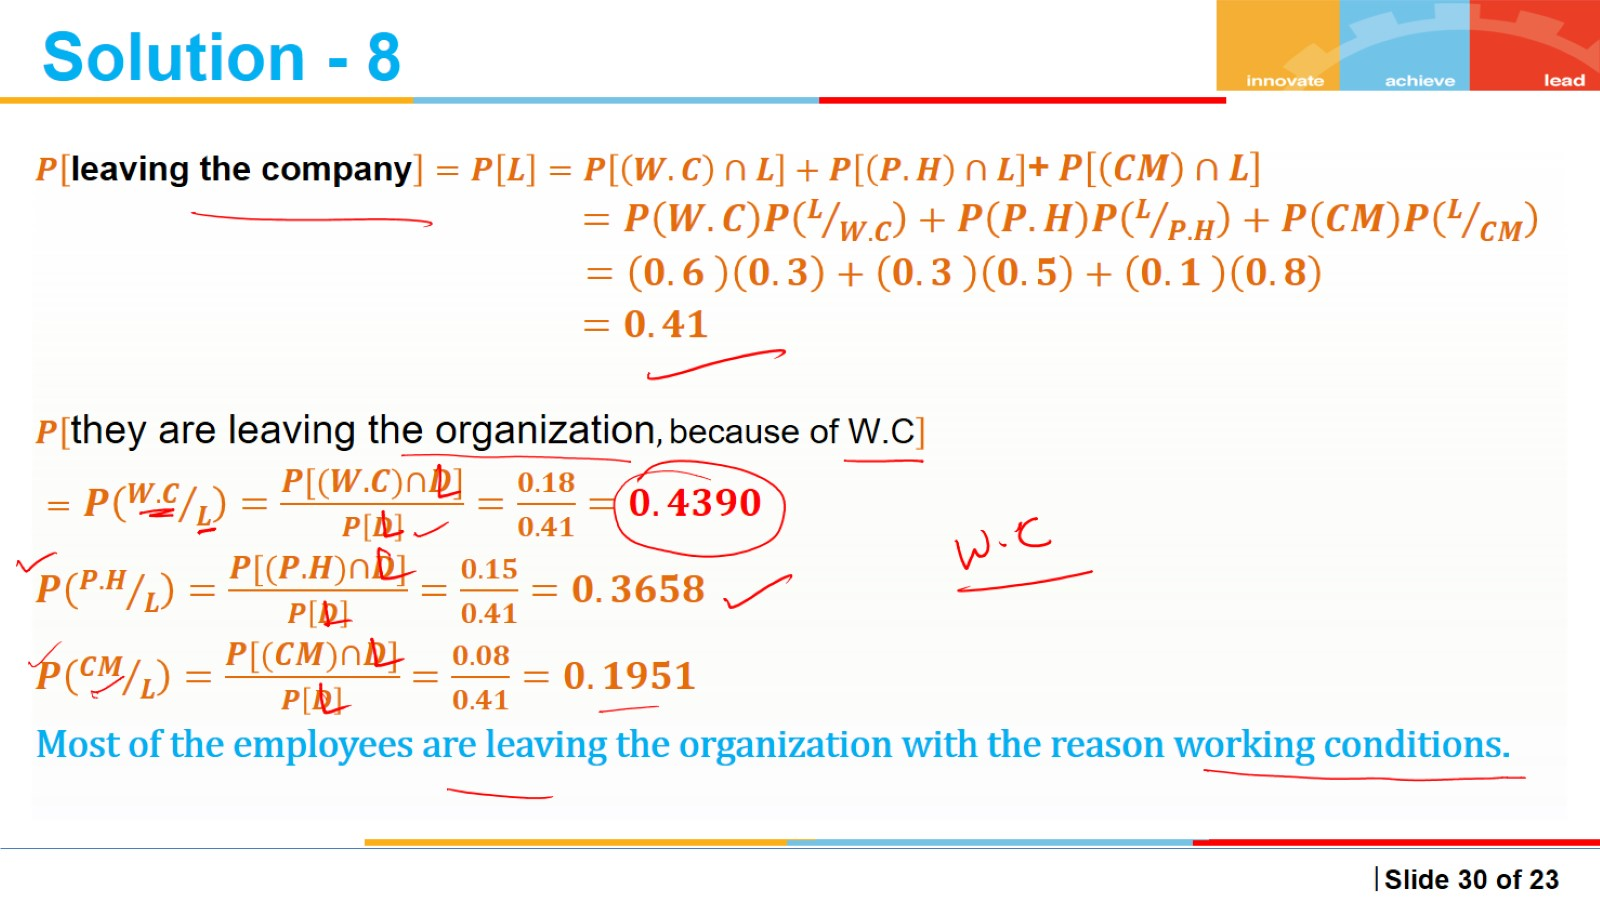 Solution - 8
innovate achieve lead
P[leaving the company] = P[L] = P[(W.C) ∩ L] + P[(P.H) ∩ L]+ P[(CM) ∩ L]
= P(W.C)P(L/W.C) + P(P.H)P(L/P.H) + P(CM)P(L/CM)
= (0.6)(0.3) + (0.3)(0.5) + (0.1)(0.8)
= 0.41
P[they are leaving the organization, because of W.C]
= P(W.C/L) = P[(W.C)∩L]/P[L] = 0.18/0.41 = 0.4390
W.C
P(P.H/L) = P[(P.H)∩L]/P[L] = 0.15/0.41 = 0.3658
P(CM/L) = P[(CM)∩L]/P[L] = 0.08/0.41 = 0.1951
Most of the employees are leaving the organization with the reason working conditions.
Slide 30 of 23